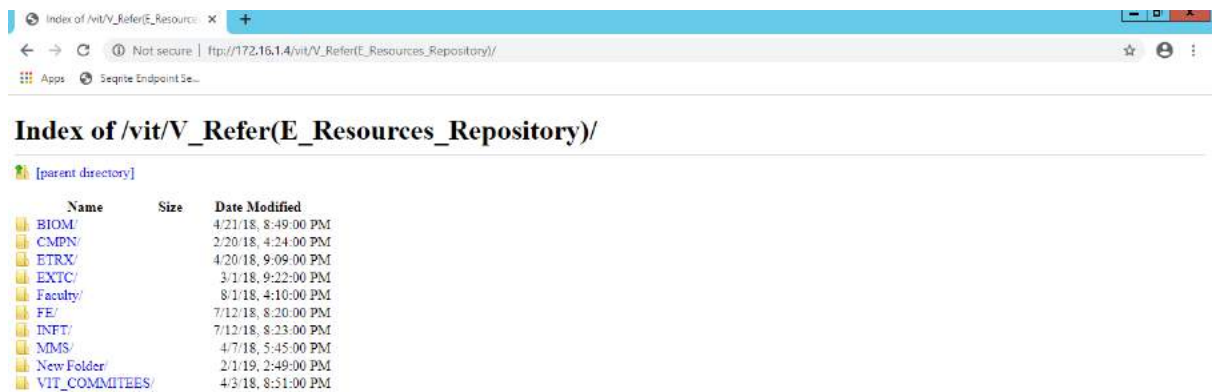 Index of /vit/V_Refer(E_Resource
Not secure | ftp://172.16.1.4/vit/V_Refer(E_Resources_Repository)/
Apps Seqrite Endpoint Se...
Index of /vit/V_Refer(E_Resources_Repository)/
[parent directory]
Name Size Date Modified
BIOM/ 4/21/18, 8:49:00 PM
CMPN/ 2/20/18, 4:24:00 PM
ETRX/ 4/20/18, 9:09:00 PM
EXTC/ 3/1/18, 9:22:00 PM
Faculty/ 8/1/18, 4:10:00 PM
FE/ 7/12/18, 8:20:00 PM
INFT/ 7/12/18, 8:23:00 PM
MMS/ 4/7/18, 5:45:00 PM
New Folder/ 2/1/19, 2:49:00 PM
VIT_COMMITEES/ 4/3/18, 8:51:00 PM